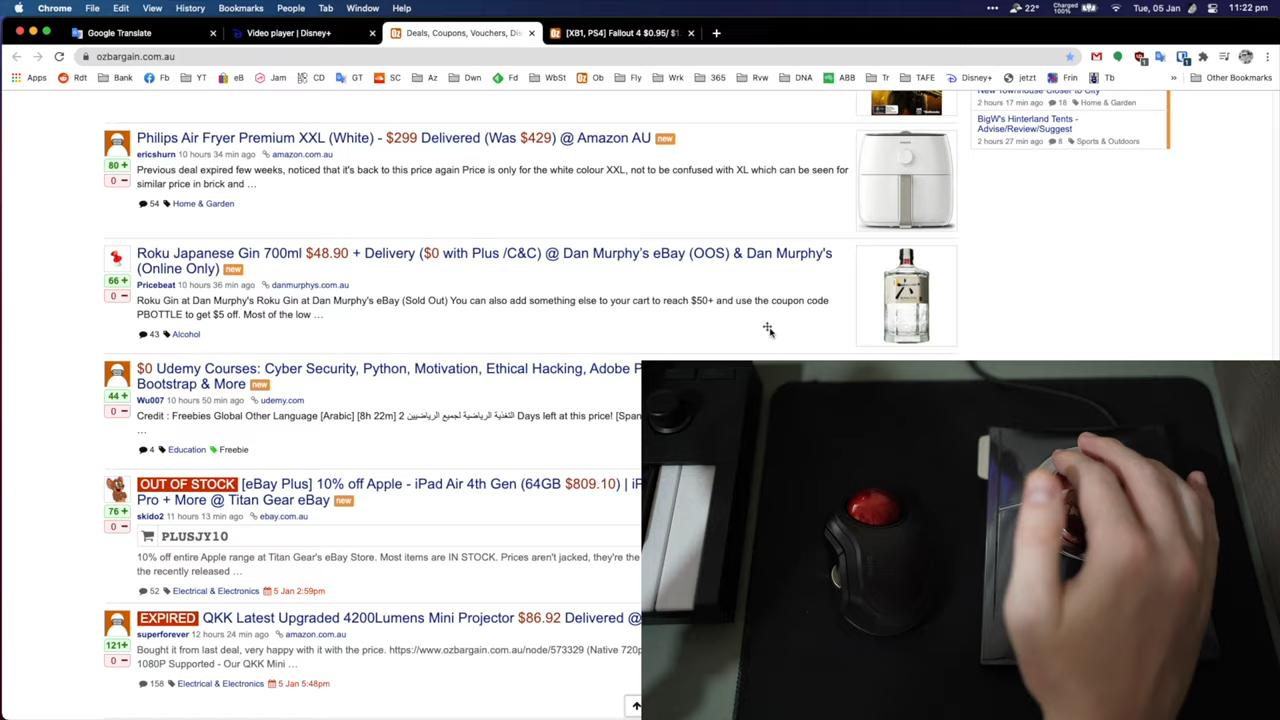 Chrome File Edit View History Bookmarks People Tab Window Help ••• 22° Charged 100% Tue, 05 Jan 11:22 pm
Google Translate Video player | Disney+ Deals, Coupons, Vouchers, Dis [XB1, PS4] Fallout 4 $0.95/ $1.
ozbargain.com.au
Apps Rdt Bank Fb YT eB Jam CD GT SC Az Dwn Fd WbSt Ob Fly Wrk 365 Rvw DNA ABB Tr TAFE Disney+ jetzt Frin Tb » Other Bookmarks
New Townhouse Closer to City
2 hours 17 min ago 18 Home & Garden
BigW's Hinterland Tents -
Advise/Review/Suggest
2 hours 27 min ago 8 Sports & Outdoors
Philips Air Fryer Premium XXL (White) - $299 Delivered (Was $429) @ Amazon AU new
ericshurn 10 hours 34 min ago amazon.com.au
80 +
0 −
Previous deal expired few weeks, noticed that it's back to this price again Price is only for the white colour XXL, not to be confused with XL which can be seen for
similar price in brick and …
54 Home & Garden
Roku Japanese Gin 700ml $48.90 + Delivery ($0 with Plus /C&C) @ Dan Murphy's eBay (OOS) & Dan Murphy's
(Online Only) new
66 +
0 −
Pricebeat 10 hours 36 min ago danmurphys.com.au
Roku Gin at Dan Murphy's Roku Gin at Dan Murphy's eBay (Sold Out) You can also add something else to your cart to reach $50+ and use the coupon code
PBOTTLE to get $5 off. Most of the low …
43 Alcohol
$0 Udemy Courses: Cyber Security, Python, Motivation, Ethical Hacking, Adobe P
Bootstrap & More new
44 +
0 −
Wu007 10 hours 50 min ago udemy.com
Credit : Freebies Global Other Language [Arabic] [8h 22m] 2 التغذية الرياضية لجميع الرياضيين Days left at this price! [Span
…
4 Education Freebie
OUT OF STOCK [eBay Plus] 10% off Apple - iPad Air 4th Gen (64GB $809.10) | iP
Pro + More @ Titan Gear eBay new
76 +
0 −
skido2 11 hours 13 min ago ebay.com.au
PLUSJY10
10% off entire Apple range at Titan Gear's eBay Store. Most items are IN STOCK. Prices aren't jacked, they're the
the recently released …
52 Electrical & Electronics 5 Jan 2:59pm
EXPIRED QKK Latest Upgraded 4200Lumens Mini Projector $86.92 Delivered @
superforever 12 hours 24 min ago amazon.com.au
121+
0 −
Bought it from last deal, very happy with it with the price. https://www.ozbargain.com.au/node/573329 (Native 720p
1080P Supported - Our QKK Mini …
158 Electrical & Electronics 5 Jan 5:48pm